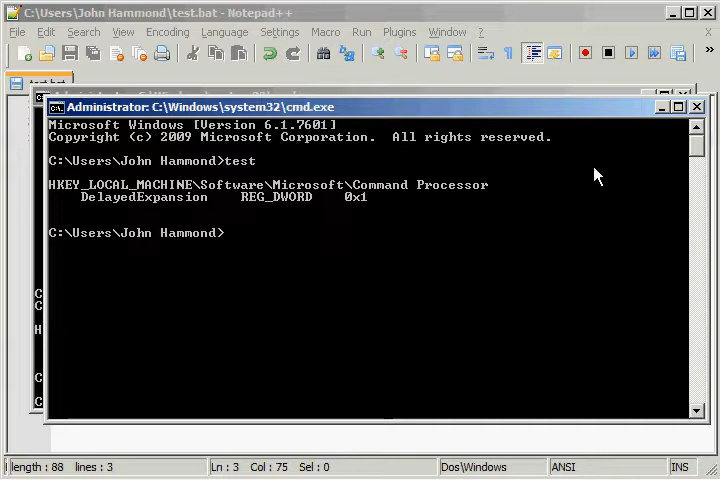 C:\Users\John Hammond\test.bat - Notepad++
File Edit Search View Encoding Language Settings Macro Run Plugins Window ? X
test.bat
Administrator: C:\Windows\system32\cmd.exe
Microsoft Windows [Version 6.1.7601]
Copyright (c) 2009 Microsoft Corporation.  All rights reserved.
C:\Users\John Hammond>test
HKEY_LOCAL_MACHINE\Software\Microsoft\Command Processor
DelayedExpansion    REG_DWORD    0x1
C:\Users\John Hammond>
C
C
H
C
C
length : 88   lines : 3   Ln : 3   Col : 75   Sel : 0   Dos\Windows   ANSI   INS